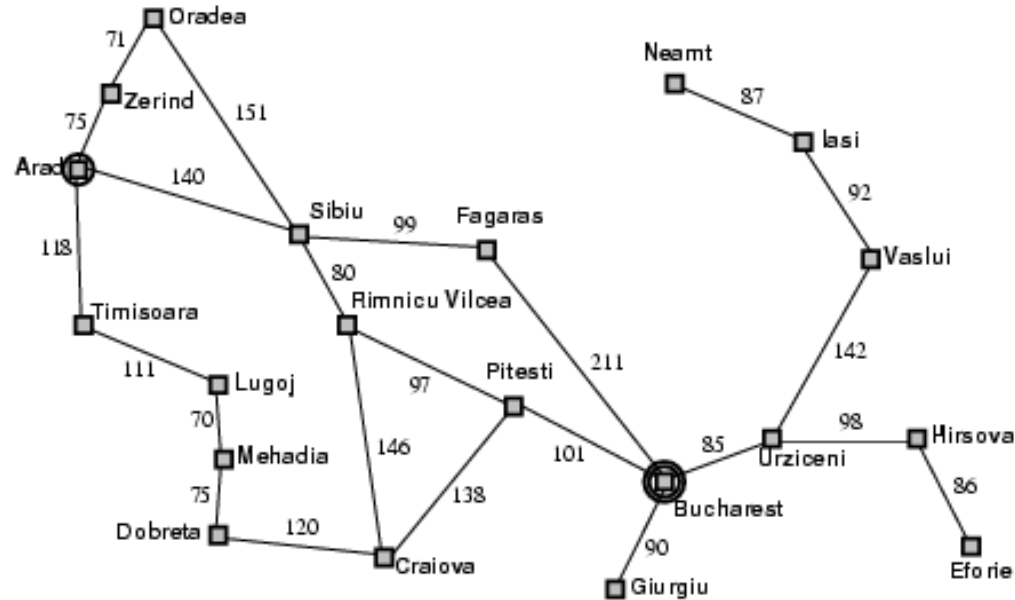 Oradea
71
Neamt
Zerind
87
75
151
Iasi
Arad
140
92
Sibiu
Fagaras
99
118
Vaslui
80
Timisoara
Rimnicu Vilcea
142
111
211
Pitesti
Lugoj
97
70
98
Hirsova
146
85
101
Urziceni
Mehadia
86
75
138
Bucharest
Dobreta
120
90
Craiova
Eforie
Giurgiu